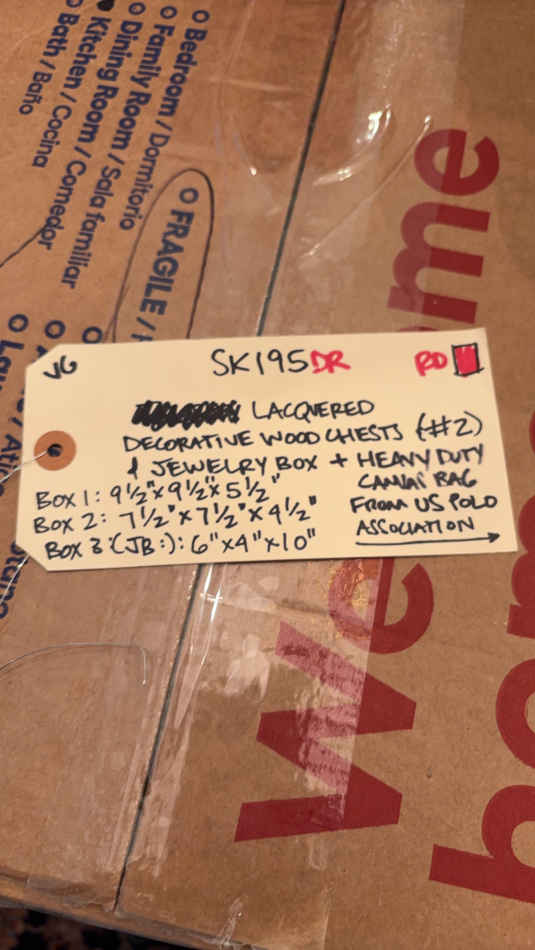 Bedroom / Dormitorio
Family Room / Sala familiar
Dining Room / Comedor
Kitchen / Cocina
Bath / Baño
FRAGILE /
Welcome
VG
SK195DR
RD
LACQUERED
DECORATIVE WOOD CHESTS (#2)
& JEWELRY BOX + HEAVY DUTY
CANVAS BAG
FROM US POLO
ASSOCIATION
BOX 1: 9½"x9½"x5½"
BOX 2: 7½"x7½"x4½"
BOX 3 (JB:): 6"x4"x10"